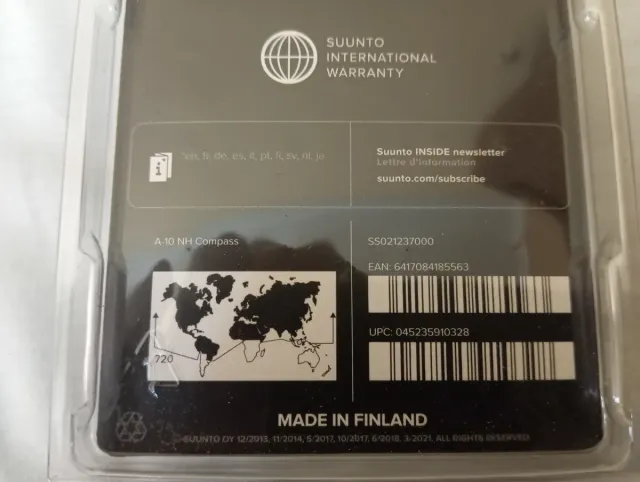 SUUNTO
INTERNATIONAL
WARRANTY
en, fr, de, es, it, pt, fi, sv, nl, ja
Suunto INSIDE newsletter
Lettre d'information
suunto.com/subscribe
A-10 NH Compass
SS021237000
EAN: 6417084185563
UPC: 045235910328
720
MADE IN FINLAND
©SUUNTO OY 12/2013, 11/2014, 5/2017, 10/2017, 6/2018, 3-2021, ALL RIGHTS RESERVED